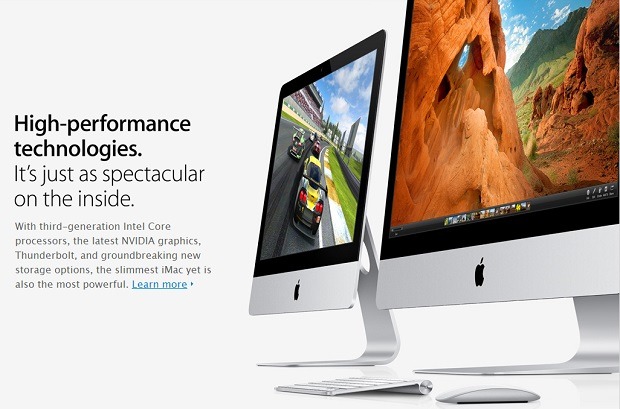 High-performance
technologies.
It's just as spectacular
on the inside.
With third-generation Intel Core
processors, the latest NVIDIA graphics,
Thunderbolt, and groundbreaking new
storage options, the slimmest iMac yet is
also the most powerful. Learn more